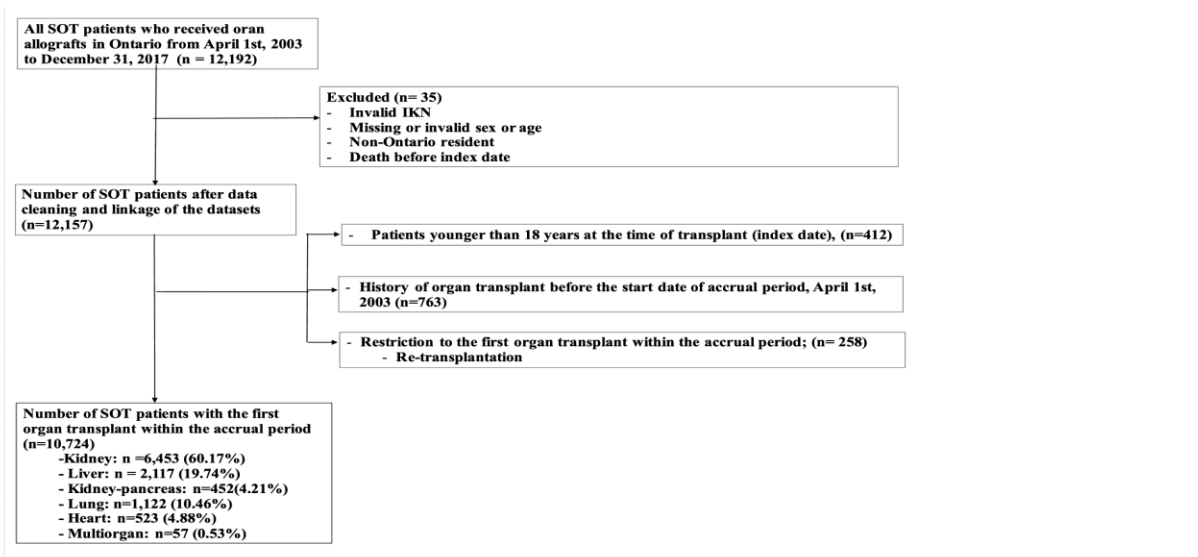 All SOT patients who received oran
allografts in Ontario from April 1st, 2003
to December 31, 2017 (n = 12,192)
Excluded (n= 35)
- Invalid IKN
- Missing or invalid sex or age
- Non-Ontario resident
- Death before index date
Number of SOT patients after data
cleaning and linkage of the datasets
(n=12,157)
- Patients younger than 18 years at the time of transplant (index date), (n=412)
- History of organ transplant before the start date of accrual period, April 1st,
2003 (n=763)
- Restriction to the first organ transplant within the accrual period; (n= 258)
- Re-transplantation
Number of SOT patients with the first
organ transplant within the accrual period
(n=10,724)
-Kidney: n =6,453 (60.17%)
- Liver: n = 2,117 (19.74%)
- Kidney-pancreas: n=452(4.21%)
- Lung: n=1,122 (10.46%)
- Heart: n=523 (4.88%)
- Multiorgan: n=57 (0.53%)